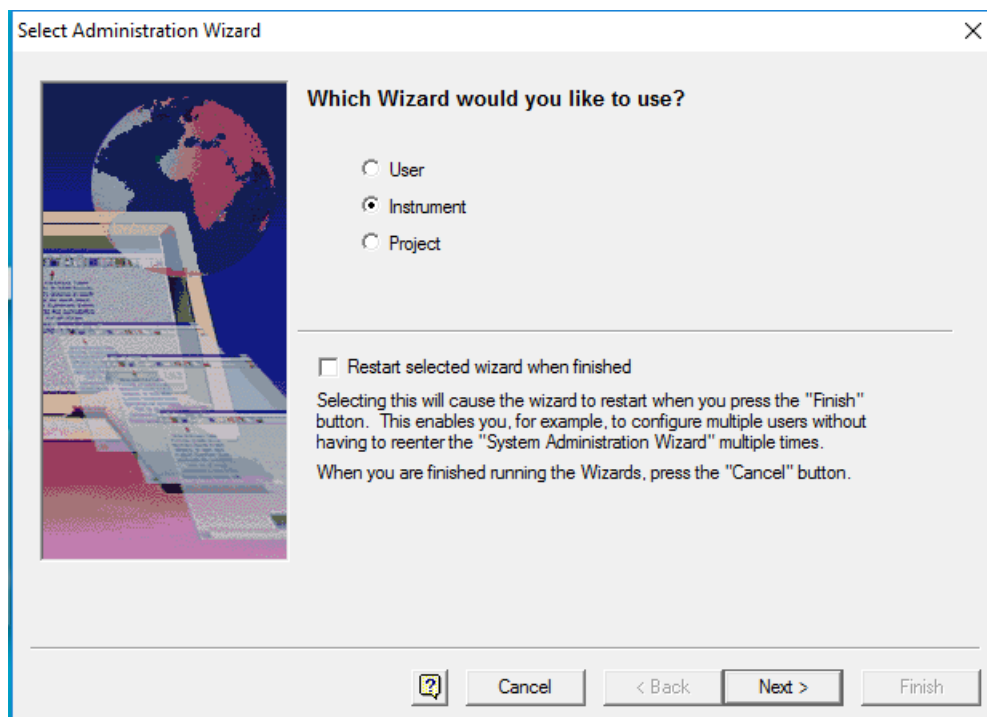 Select Administration Wizard
Which Wizard would you like to use?
User
Instrument
Project
Restart selected wizard when finished
Selecting this will cause the wizard to restart when you press the "Finish"
button. This enables you, for example, to configure multiple users without
having to reenter the "System Administration Wizard" multiple times.
When you are finished running the Wizards, press the "Cancel" button.
Cancel
< Back
Next >
Finish